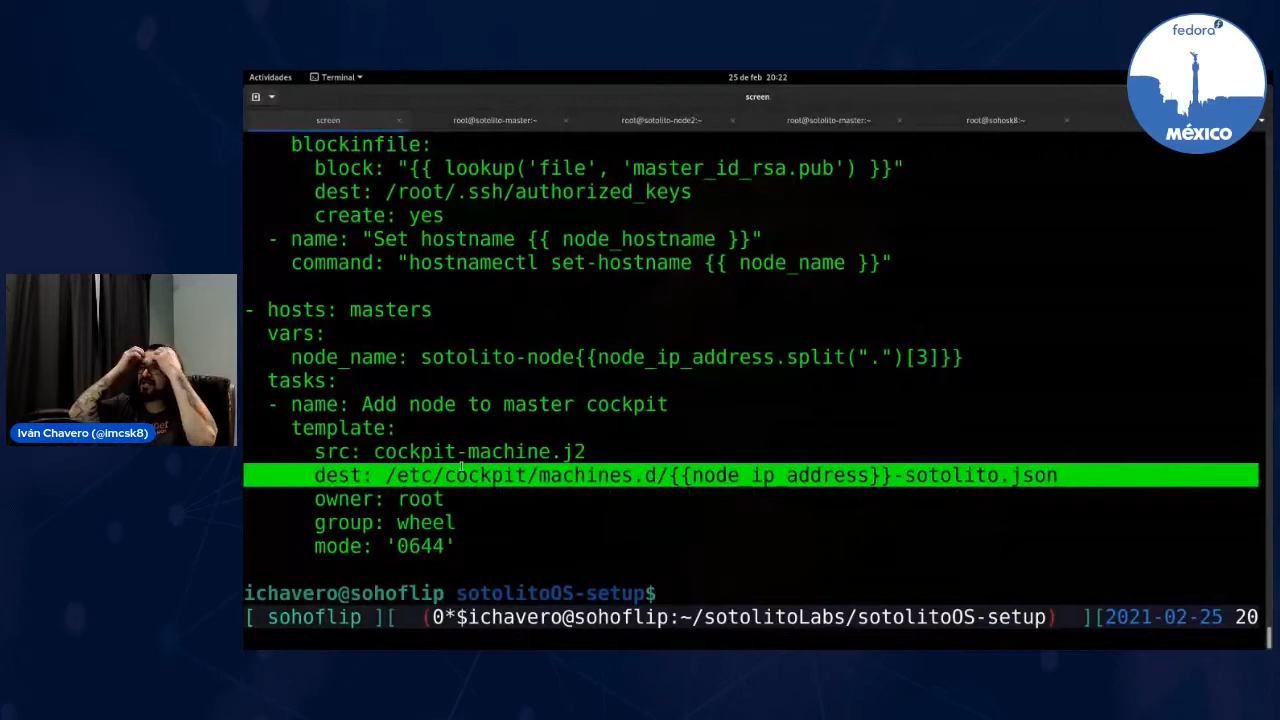 fedora
MÉXICO
Actividades Terminal 25 de feb 20:22
screen
screen × root@sotolito-master:~ × root@sotolito-node2:~ × root@sotolito-master:~ × root@sohosk8:~ ×
blockinfile:
block: "{{ lookup('file', 'master_id_rsa.pub') }}"
dest: /root/.ssh/authorized_keys
create: yes
- name: "Set hostname {{ node_hostname }}"
command: "hostnamectl set-hostname {{ node_name }}"
- hosts: masters
vars:
node_name: sotolito-node{{node_ip_address.split(".")[3]}}
tasks:
- name: Add node to master cockpit
template:
src: cockpit-machine.j2
dest: /etc/cockpit/machines.d/{{node_ip_address}}-sotolito.json
owner: root
group: wheel
mode: '0644'
ichavero@sohoflip sotolitoOS-setup$
[ sohoflip ][ (0*$ichavero@sohoflip:~/sotolitoLabs/sotolitoOS-setup) ][2021-02-25 20
Iván Chavero (@imcsk8)